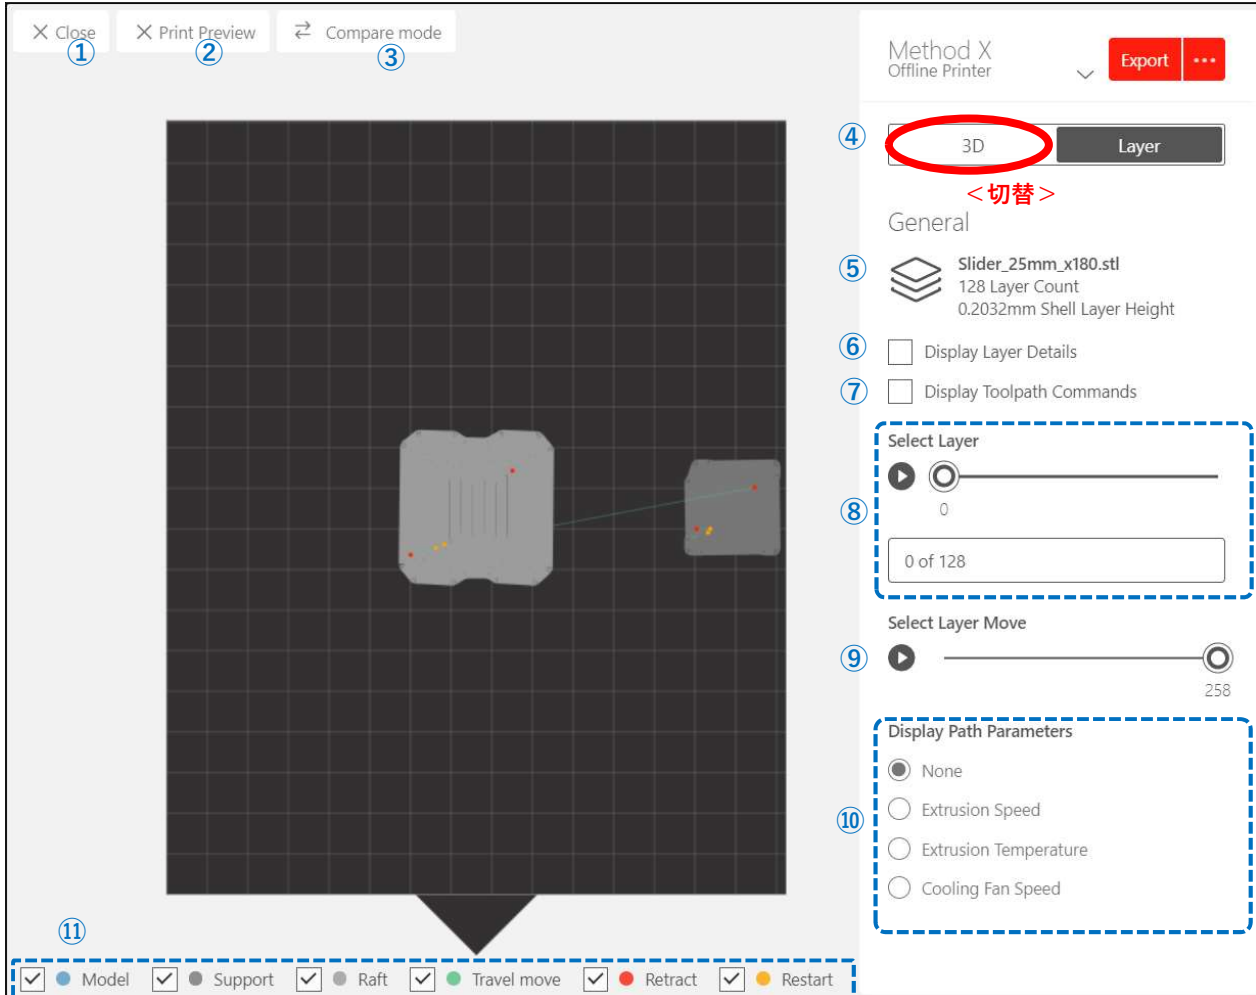 Close
①
Print Preview
②
Compare mode
③
Method X
Offline Printer
Export
④
3D
Layer
＜切替＞
General
⑤
Slider_25mm_x180.stl
128 Layer Count
0.2032mm Shell Layer Height
⑥
Display Layer Details
⑦
Display Toolpath Commands
Select Layer
⑧
0
0 of 128
Select Layer Move
⑨
258
Display Path Parameters
None
⑩
Extrusion Speed
Extrusion Temperature
Cooling Fan Speed
⑪
Model Support Raft Travel move Retract Restart